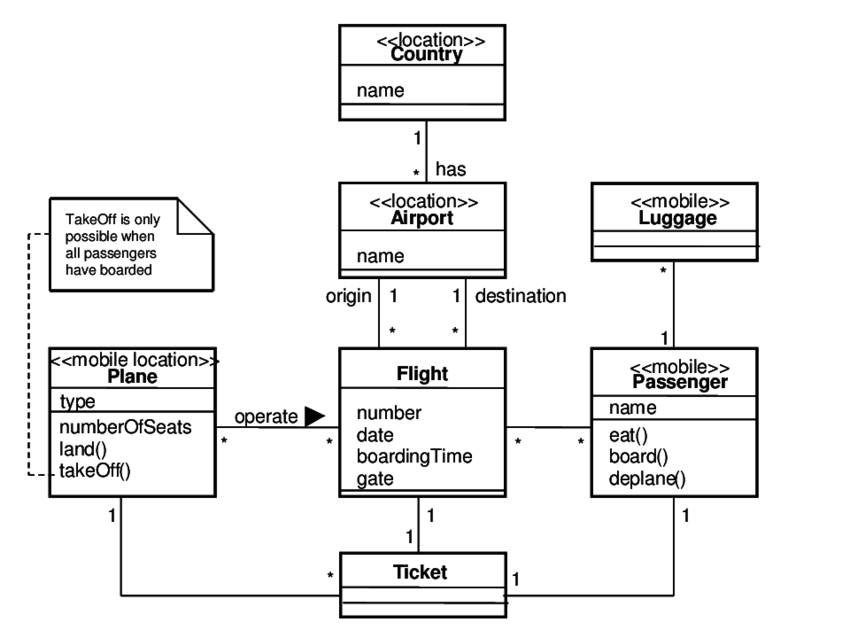 <<location>>
Country
name
1
* has
<<location>>
Airport
name
<<mobile>>
Luggage
TakeOff is only
possible when
all passengers
have boarded
origin 1 1 destination
* *
*
1
<<mobile location>>
Plane
type
numberOfSeats
land()
takeOff()
operate
* *
Flight
number
date
boardingTime
gate
* *
<<mobile>>
Passenger
name
eat()
board()
deplane()
1
1
1
1
* Ticket 1